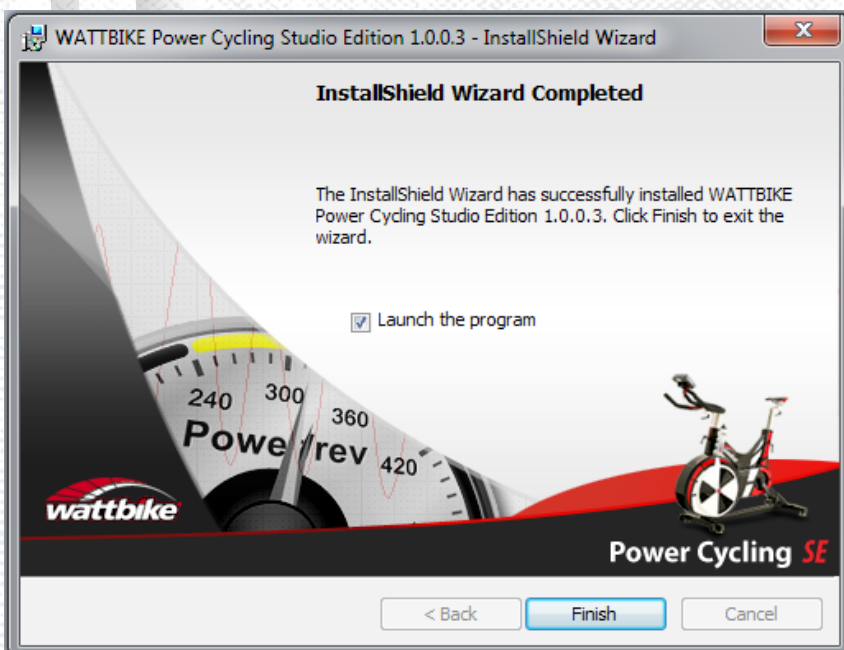 WATTBIKE Power Cycling Studio Edition 1.0.0.3 - InstallShield Wizard
InstallShield Wizard Completed
The InstallShield Wizard has successfully installed WATTBIKE
Power Cycling Studio Edition 1.0.0.3. Click Finish to exit the
wizard.
Launch the program
240 300 360 420
Power/rev
wattbike
Power Cycling SE
< Back Finish Cancel